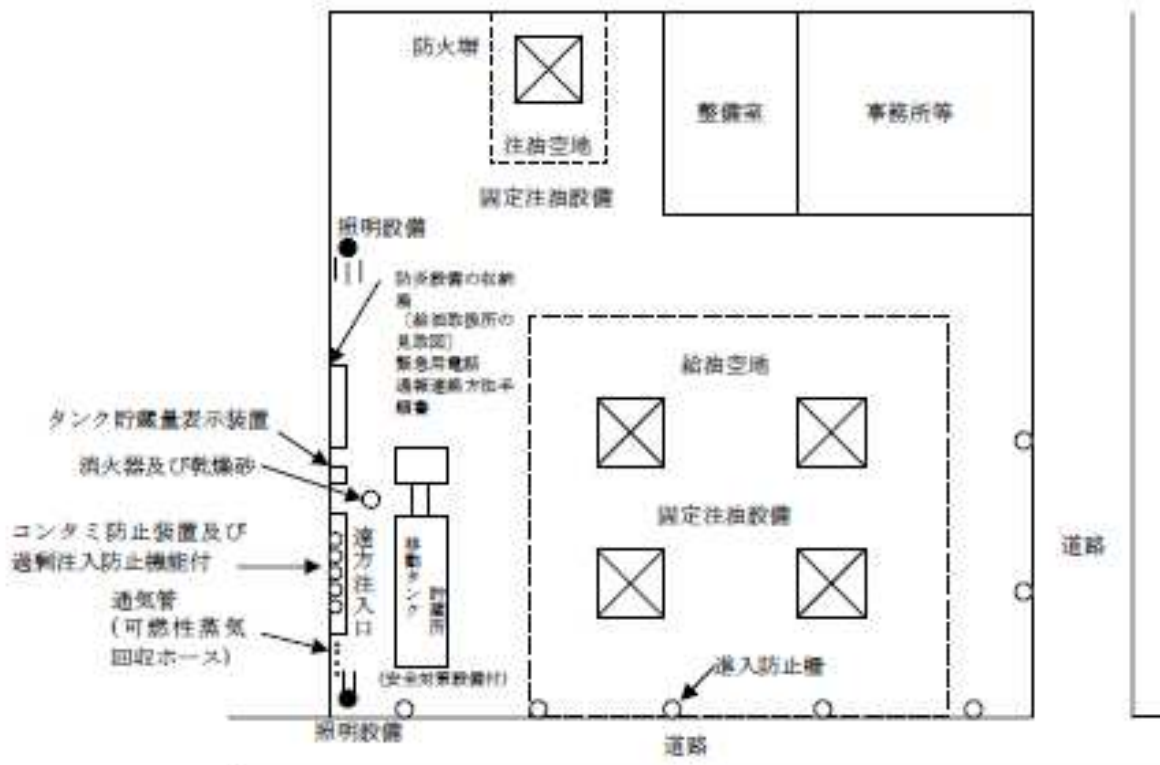 防火塀
注油空地
固定注油設備
整備室
事務所等
照明設備
防災設備の収納
庫
(給油取扱所の
見取図)
緊急用電話
通報連絡方法手
順書
給油空地
タンク貯蔵量表示装置
消火器及び乾燥砂
コンタミ防止装置及び
過剰注入防止機能付
遠方注入口
移動タンク
貯蔵所
通気管
(可燃性蒸気
回収ホース)
(安全対策設備付)
固定注油設備
道路
進入防止柵
照明設備
道路